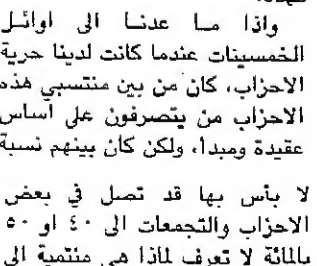 واذا ما عدنا الى اوائل
الخمسينات عندما كانت لدينا حرية
الاحزاب، كان من بين منتسبي هذه
الاحزاب من يتصرفون على اساس
عقيدة ومبدأ، ولكن كان بينهم نسبة
لا بأس بها قد تصل في بعض
الاحزاب والتجمعات الى ٤٠ او ٥٠
بالمائة لا تعرف لماذا هي منتمية الى